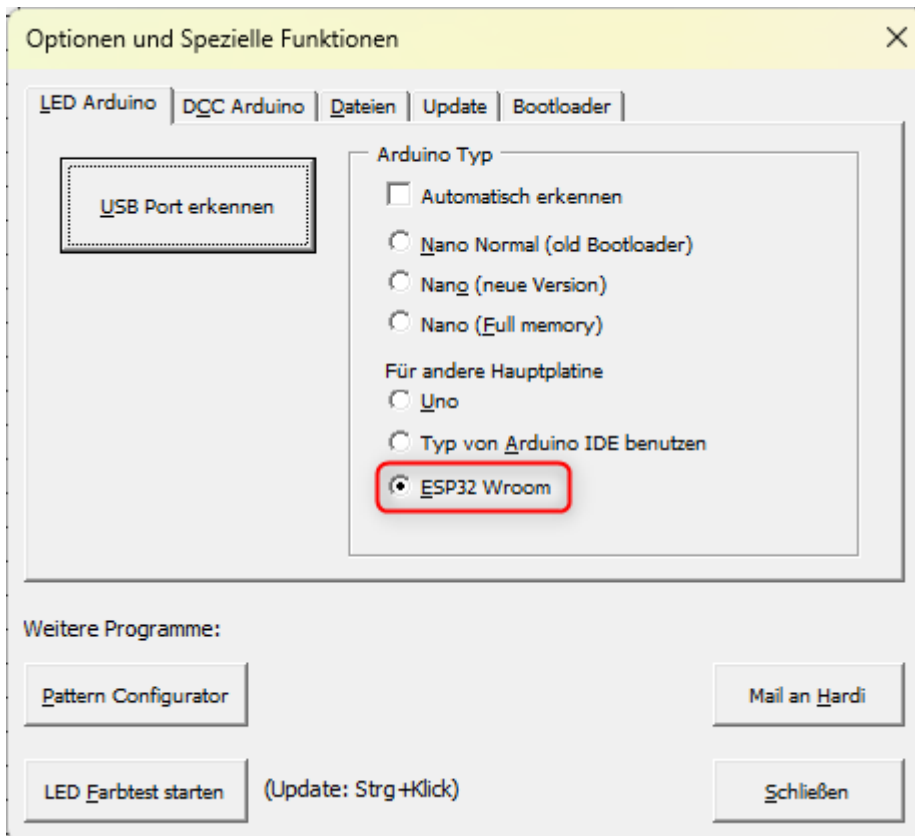 Optionen und Spezielle Funktionen
LED Arduino DCC Arduino Dateien Update Bootloader
USB Port erkennen
Arduino Typ
Automatisch erkennen
Nano Normal (old Bootloader)
Nano (neue Version)
Nano (Full memory)
Für andere Hauptplatine
Uno
Typ von Arduino IDE benutzen
ESP32 Wroom
Weitere Programme:
Pattern Configurator
Mail an Hardi
LED Farbtest starten (Update: Strg+Klick)
Schließen